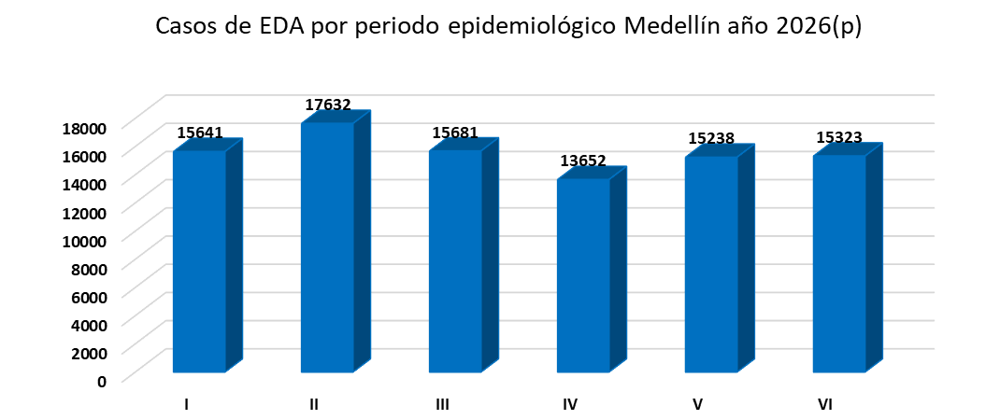 Casos de EDA por periodo epidemiológico Medellín año 2026(p)
18000
16000
14000
12000
10000
8000
6000
4000
2000
0
15641
17632
15681
13652
15238
15323
I
II
III
IV
V
VI